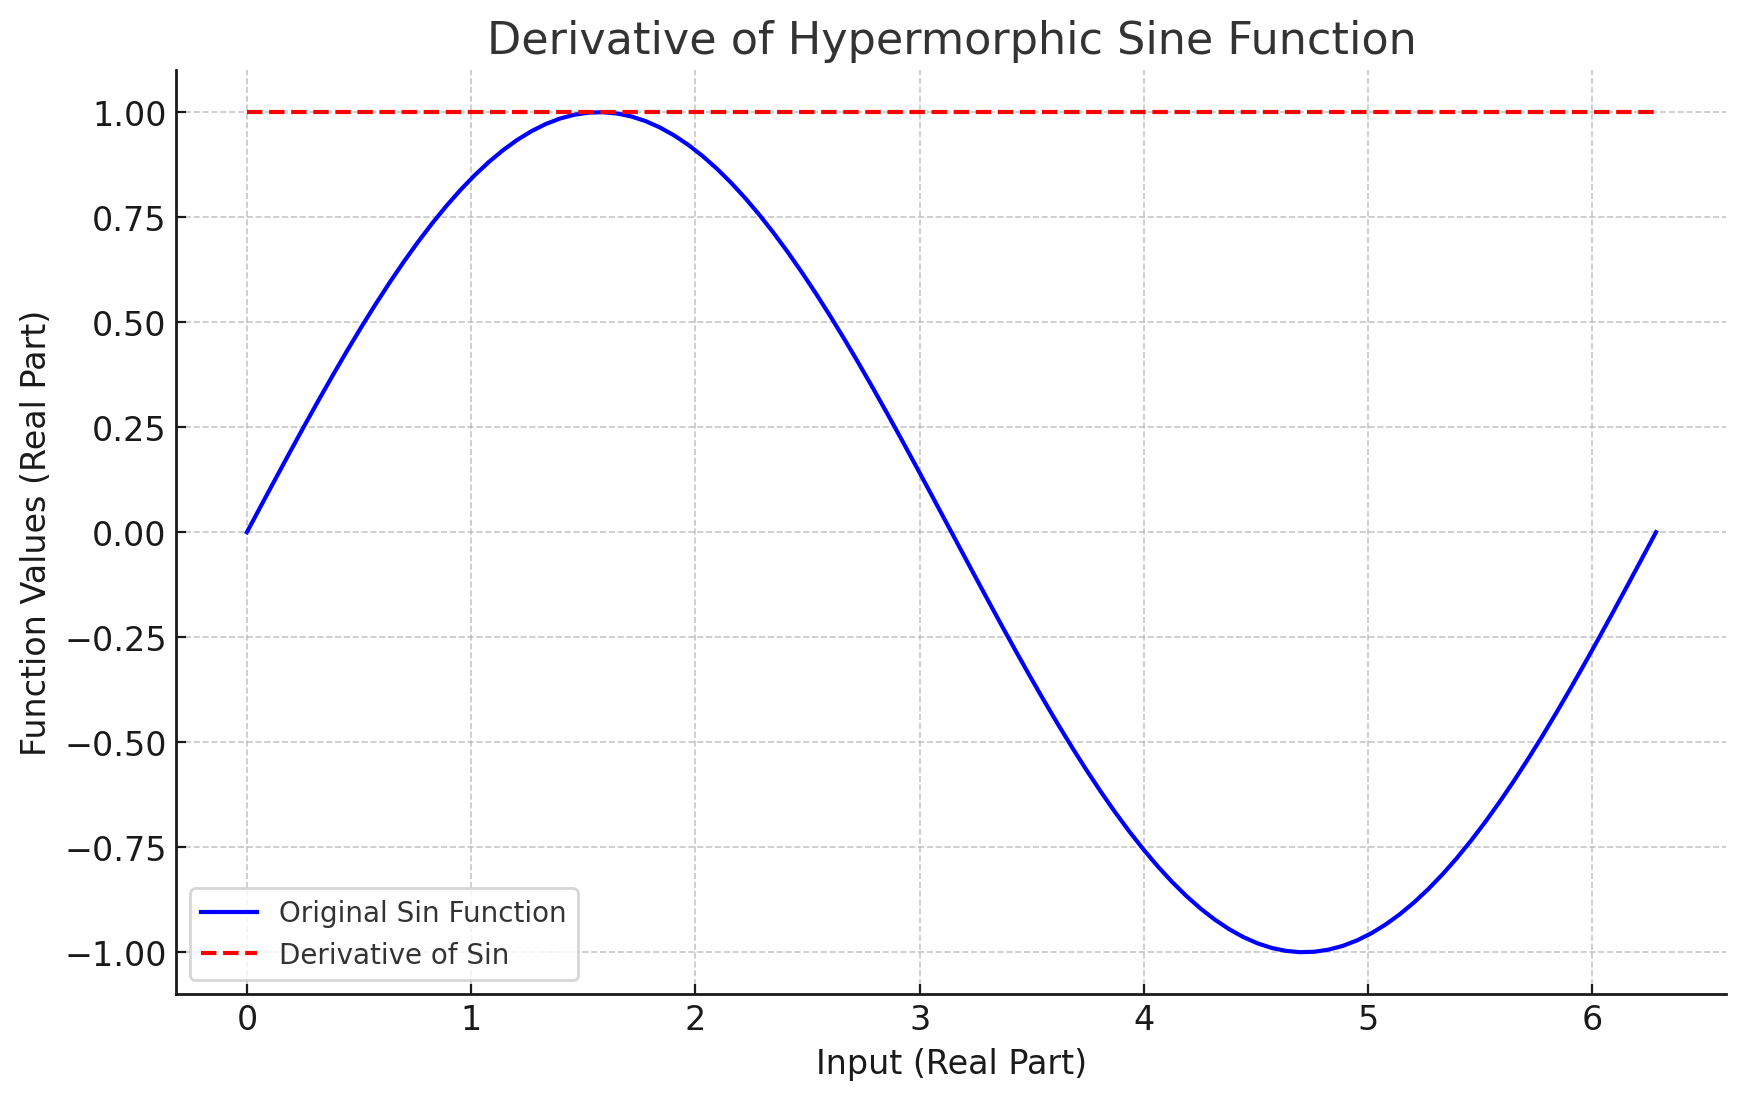 Derivative of Hypermorphic Sine Function
Function Values (Real Part)
1.00
0.75
0.50
0.25
0.00
−0.25
−0.50
−0.75
−1.00
Original Sin Function
Derivative of Sin
0 1 2 3 4 5 6
Input (Real Part)